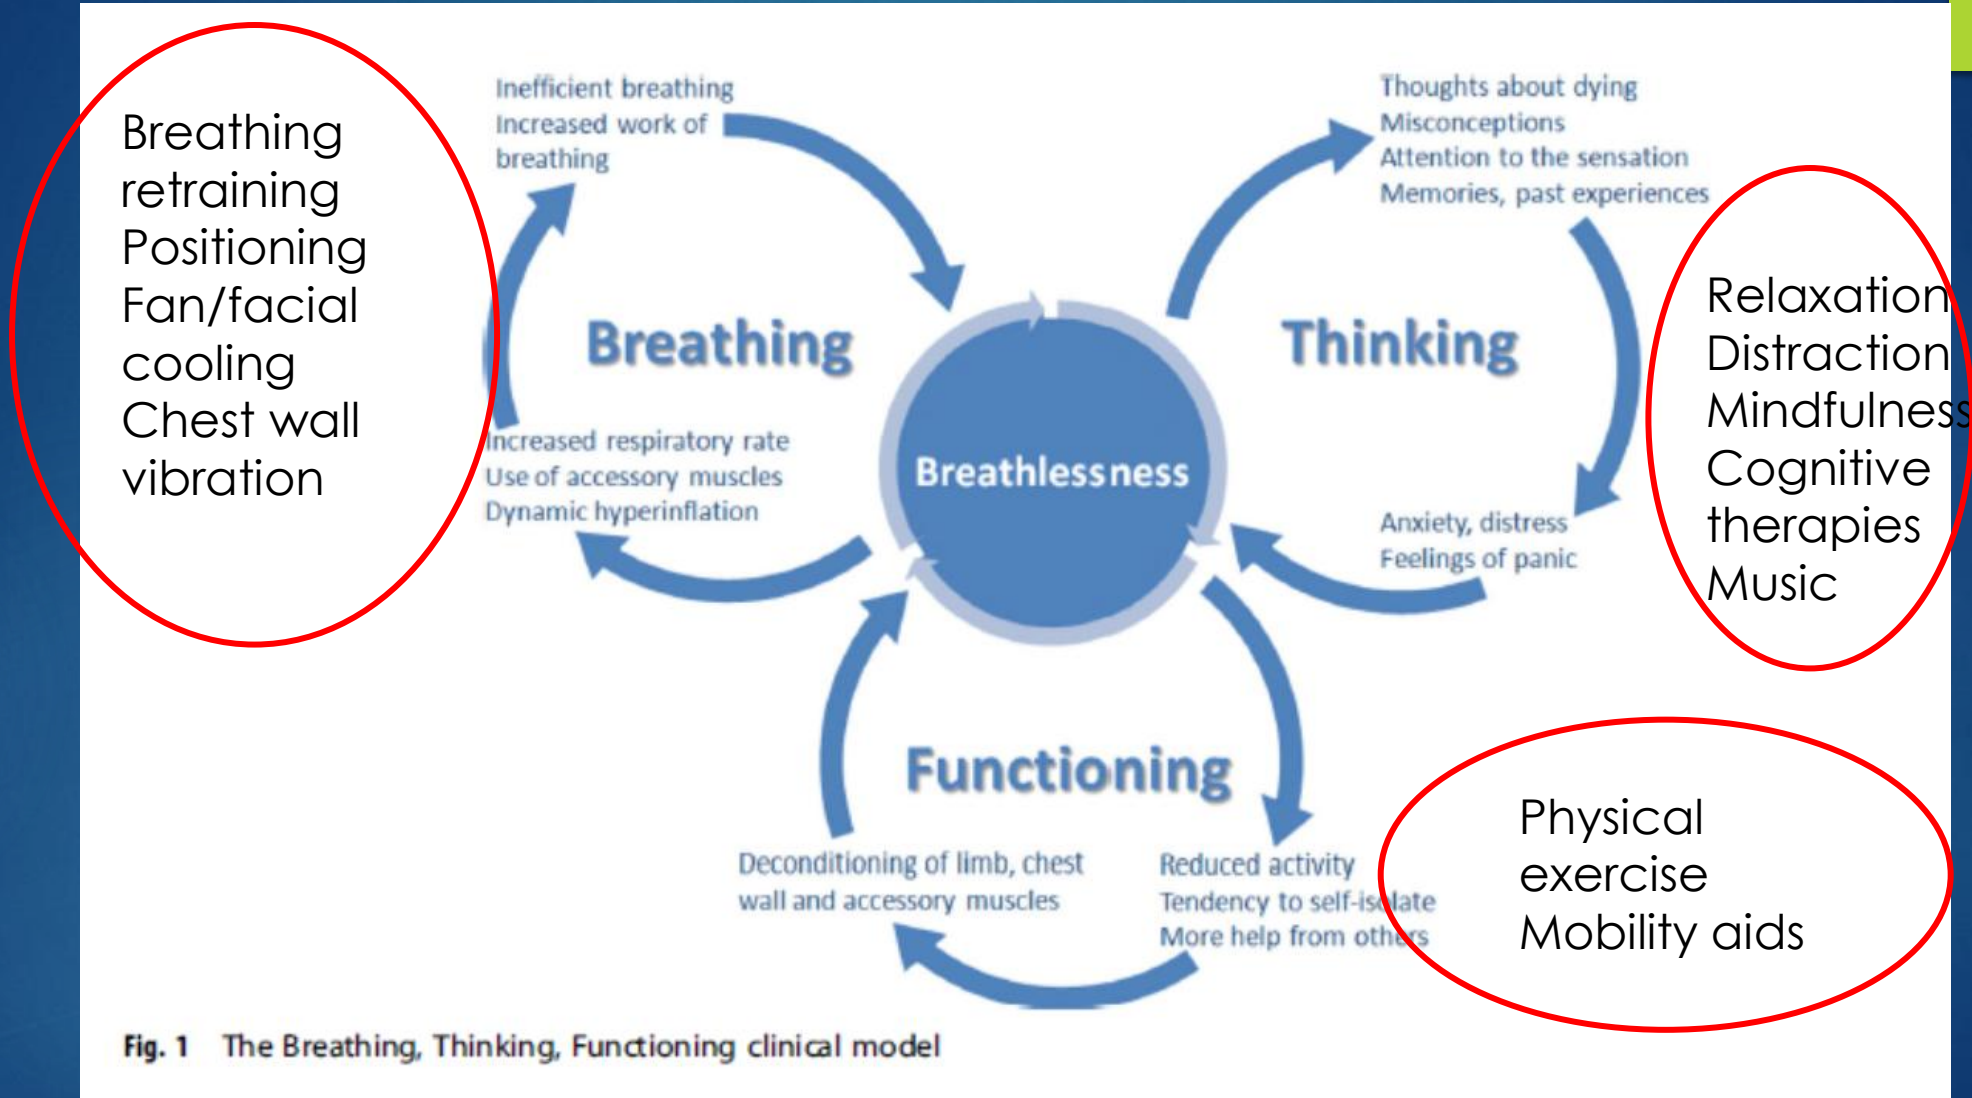 Breathing
retraining
Positioning
Fan/facial
cooling
Chest wall
vibration
Inefficient breathing
Increased work of
breathing
Breathing
Increased respiratory rate
Use of accessory muscles
Dynamic hyperinflation
Breathlessness
Thoughts about dying
Misconceptions
Attention to the sensation
Memories, past experiences
Thinking
Anxiety, distress
Feelings of panic
Relaxation
Distraction
Mindfulness
Cognitive
therapies
Music
Functioning
Deconditioning of limb, chest
wall and accessory muscles
Reduced activity
Tendency to self-isolate
More help from others
Physical
exercise
Mobility aids
Fig. 1 The Breathing, Thinking, Functioning clinical model